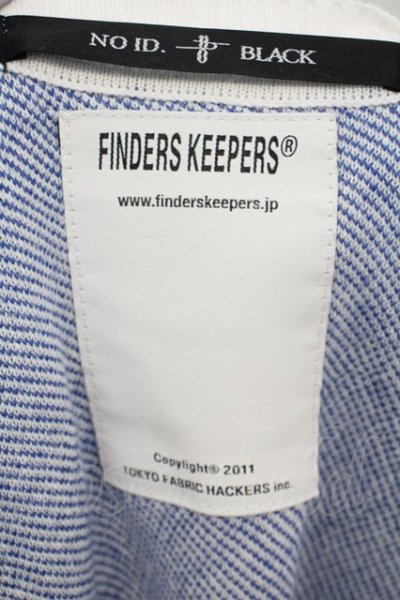 NO ID. BLACK
FINDERS KEEPERS®
www.finderskeepers.jp
Copyright® 2011
TOKYO FABRIC HACKERS inc.